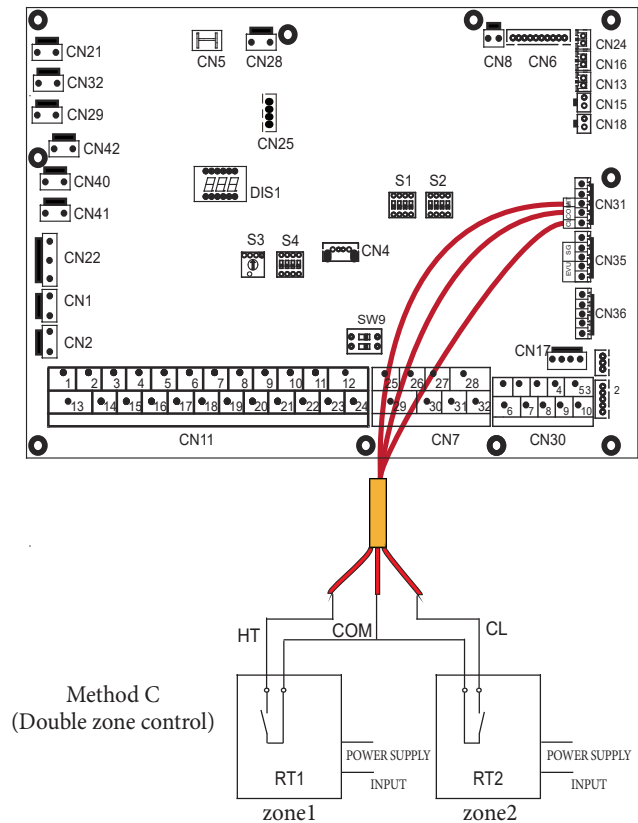 CN21
CN32
CN29
CN42
CN40
CN41
CN22
CN1
CN2
CN5
CN28
CN25
DIS1
S3
S4
CN4
S1
S2
SW9
CN8
CN6
CN24
CN16
CN13
CN15
CN18
CN31
SG
EVU
CN35
CN36
CN17
1 2 3 4 5 6 7 8 9 10 11 12
13 14 15 16 17 18 19 20 21 22 23 24
CN11
25 26 27 28
29 30 31 32
CN7
4 53
6 7 8 9 10
CN30
2
HT
COM
CL
Method C
(Double zone control)
RT1
POWER SUPPLY
INPUT
zone1
RT2
POWER SUPPLY
INPUT
zone2